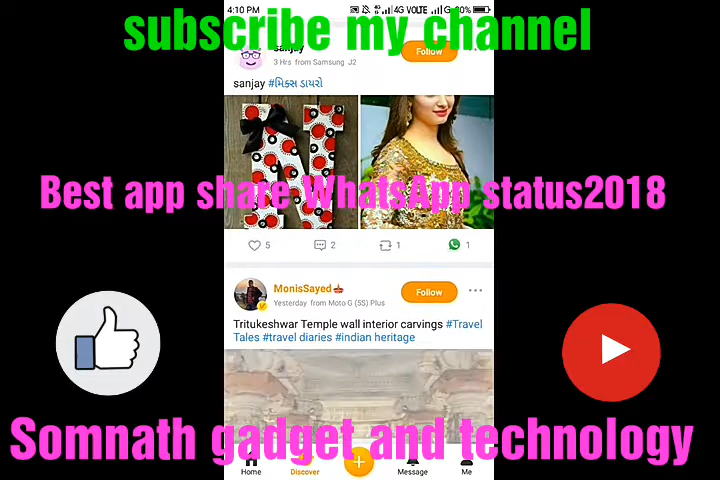 4:10 PM 4G VOLTE
subscribe my channel
sanjay
Follow
3 Hrs from Samsung J2
sanjay #મિક્સ ડાયરો
Best app share WhatsApp status2018
5 2 1 1
MonisSayed
Follow
Yesterday from Moto G (5S) Plus
Tritukeshwar Temple wall interior carvings #Travel
Tales #travel diaries #indian heritage
Somnath gadget and technology
Home Discover Message Me